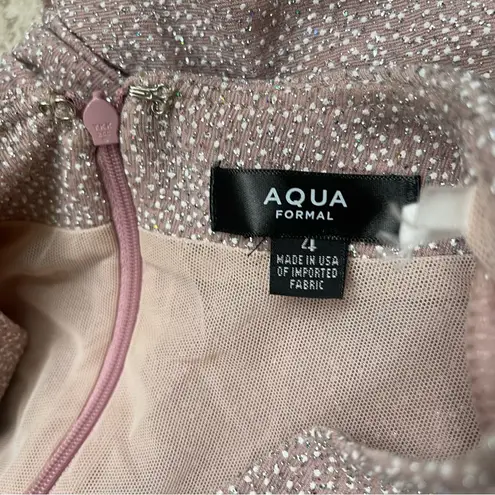 AQUA
FORMAL
4
MADE IN USA
OF IMPORTED
FABRIC